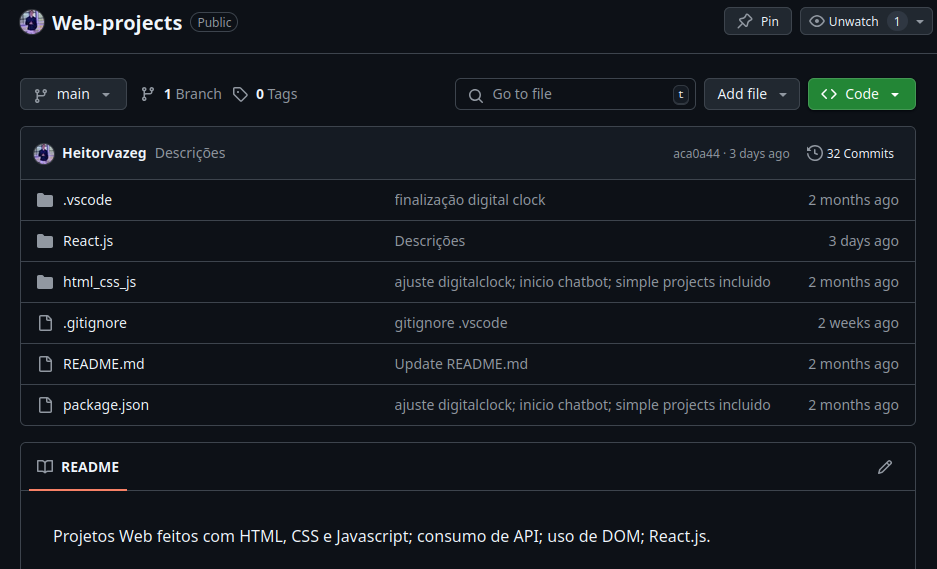 Web-projects Public Pin Unwatch 1
main 1 Branch 0 Tags Go to file t Add file Code
Heitorvazeg Descrições aca0a44 · 3 days ago 32 Commits
.vscode finalização digital clock 2 months ago
React.js Descrições 3 days ago
html_css_js ajuste digitalclock; inicio chatbot; simple projects incluido 2 months ago
.gitignore gitignore .vscode 2 weeks ago
README.md Update README.md 2 months ago
package.json ajuste digitalclock; inicio chatbot; simple projects incluido 2 months ago
README
Projetos Web feitos com HTML, CSS e Javascript; consumo de API; uso de DOM; React.js.